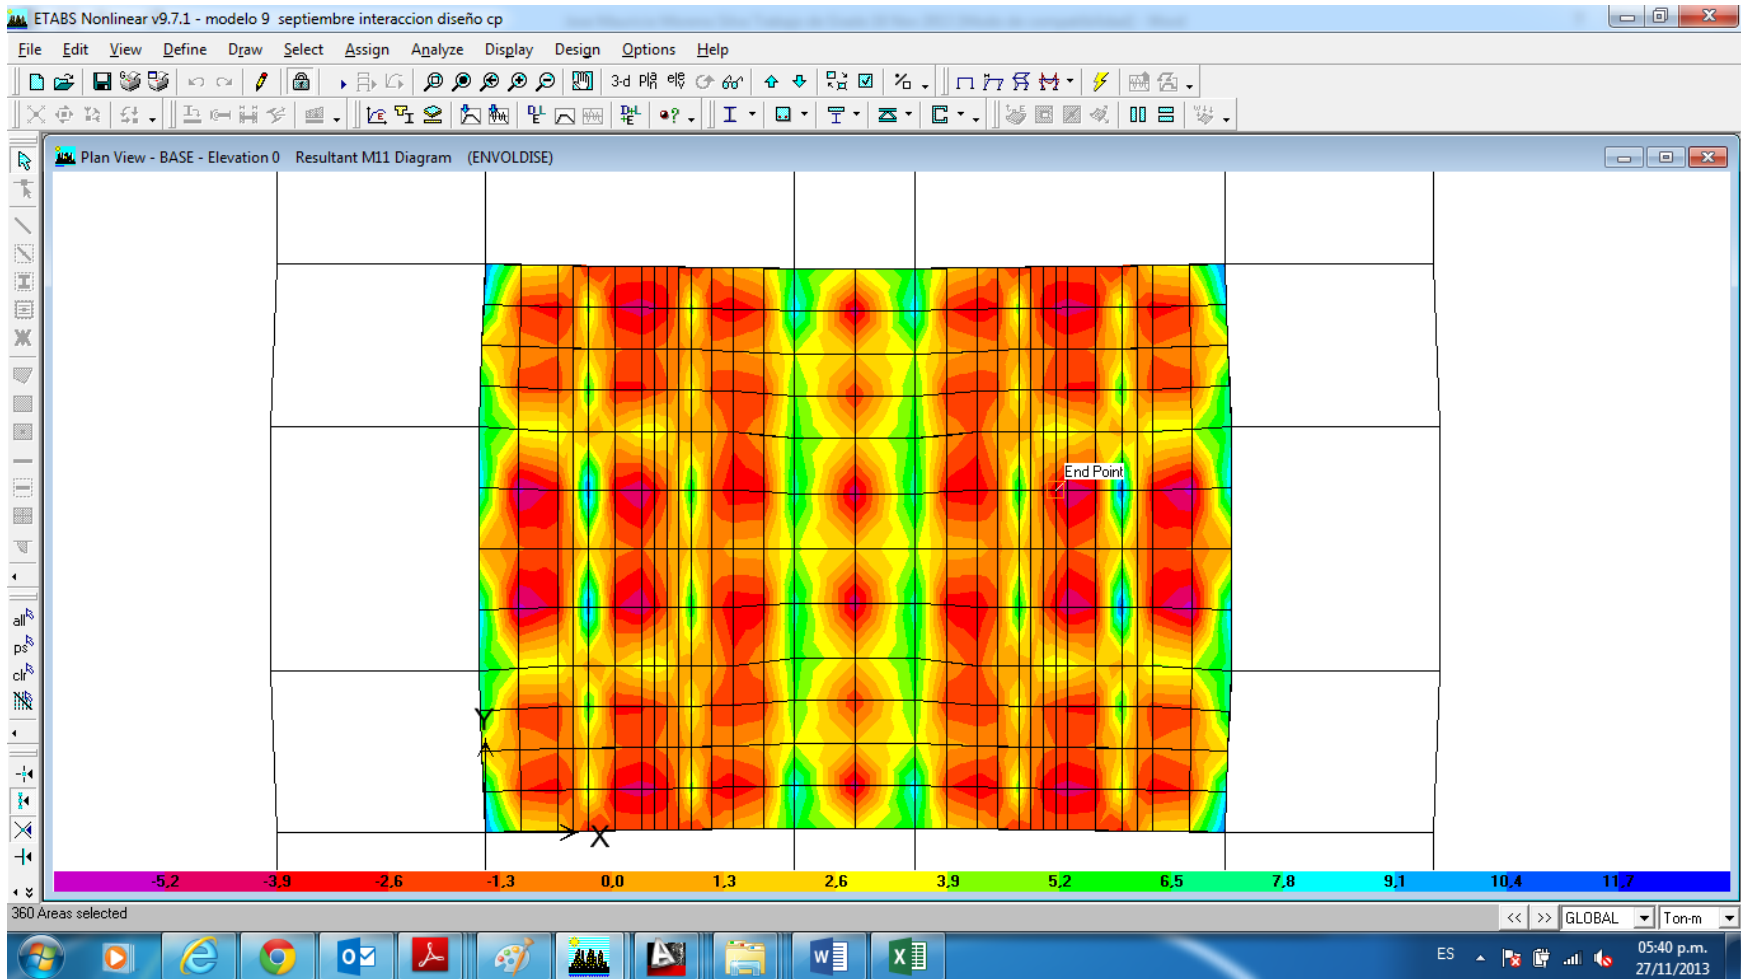 ETABS Nonlinear v9.7.1 - modelo 9 septiembre interaccion diseño cp
File Edit View Define Draw Select Assign Analyze Display Design Options Help
3-d
Plan View - BASE - Elevation 0 Resultant M11 Diagram (ENVOLDISE)
End Point
all
ps
clr
Y
X
-5,2 -3,9 -2,6 -1,3 0,0 1,3 2,6 3,9 5,2 6,5 7,8 9,1 10,4 11,7
360 Areas selected
<< >> GLOBAL Ton-m
ES
05:40 p.m.
27/11/2013